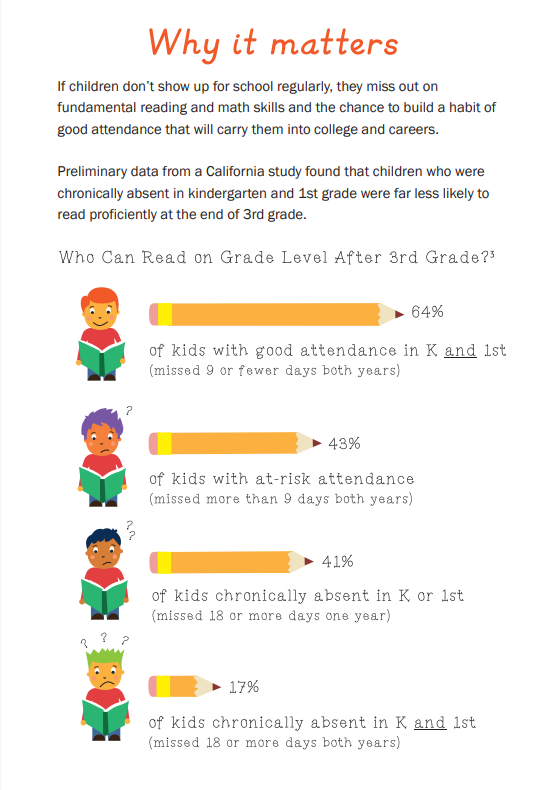 Why it matters
If children don’t show up for school regularly, they miss out on
fundamental reading and math skills and the chance to build a habit of
good attendance that will carry them into college and careers.
Preliminary data from a California study found that children who were
chronically absent in kindergarten and 1st grade were far less likely to
read proficiently at the end of 3rd grade.
Who Can Read on Grade Level After 3rd Grade?³
64%
of kids with good attendance in K and 1st
(missed 9 or fewer days both years)
?
43%
of kids with at-risk attendance
(missed more than 9 days both years)
?
?
41%
of kids chronically absent in K or 1st
(missed 18 or more days one year)
? ? ?
17%
of kids chronically absent in K and 1st
(missed 18 or more days both years)